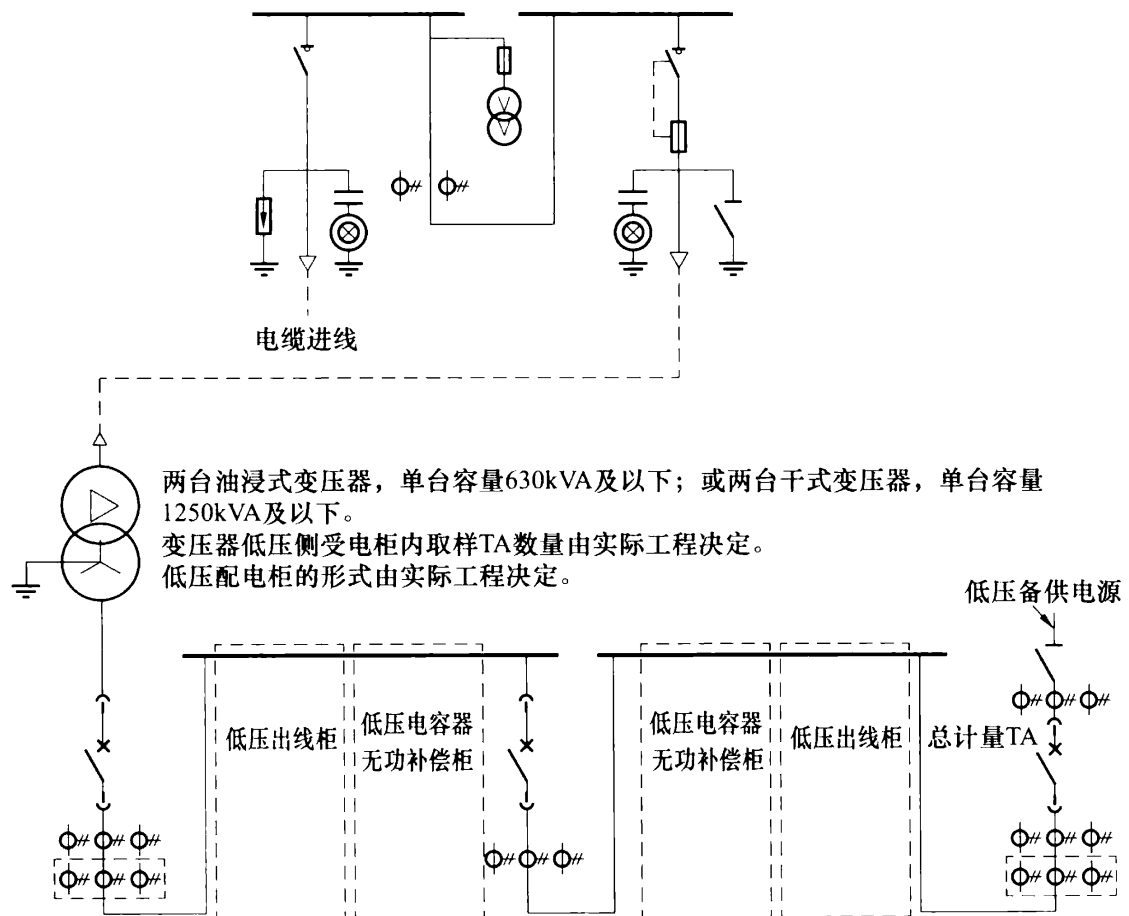 电缆进线
两台油浸式变压器，单台容量630kVA及以下；或两台干式变压器，单台容量
1250kVA及以下。
变压器低压侧受电柜内取样TA数量由实际工程决定。
低压配电柜的形式由实际工程决定。
低压备供电源
低压出线柜
低压电容器
无功补偿柜
低压电容器
无功补偿柜
低压出线柜
总计量TA